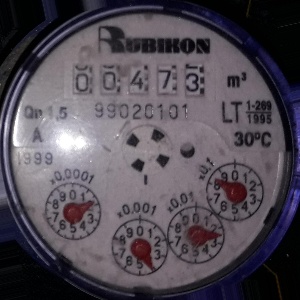 RUBIKON
00473 m³
Qn 1,5 99020101 LT 1-269
1995
A 30°C
1999
x0,0001 x0,1
x0,001 x0,01